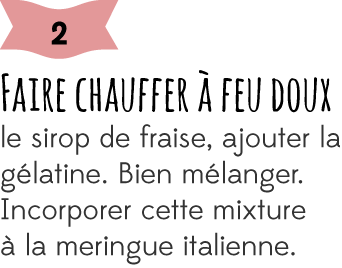 2
Faire chauffer à feu doux
le sirop de fraise, ajouter la
gélatine. Bien mélanger.
Incorporer cette mixture
à la meringue italienne.